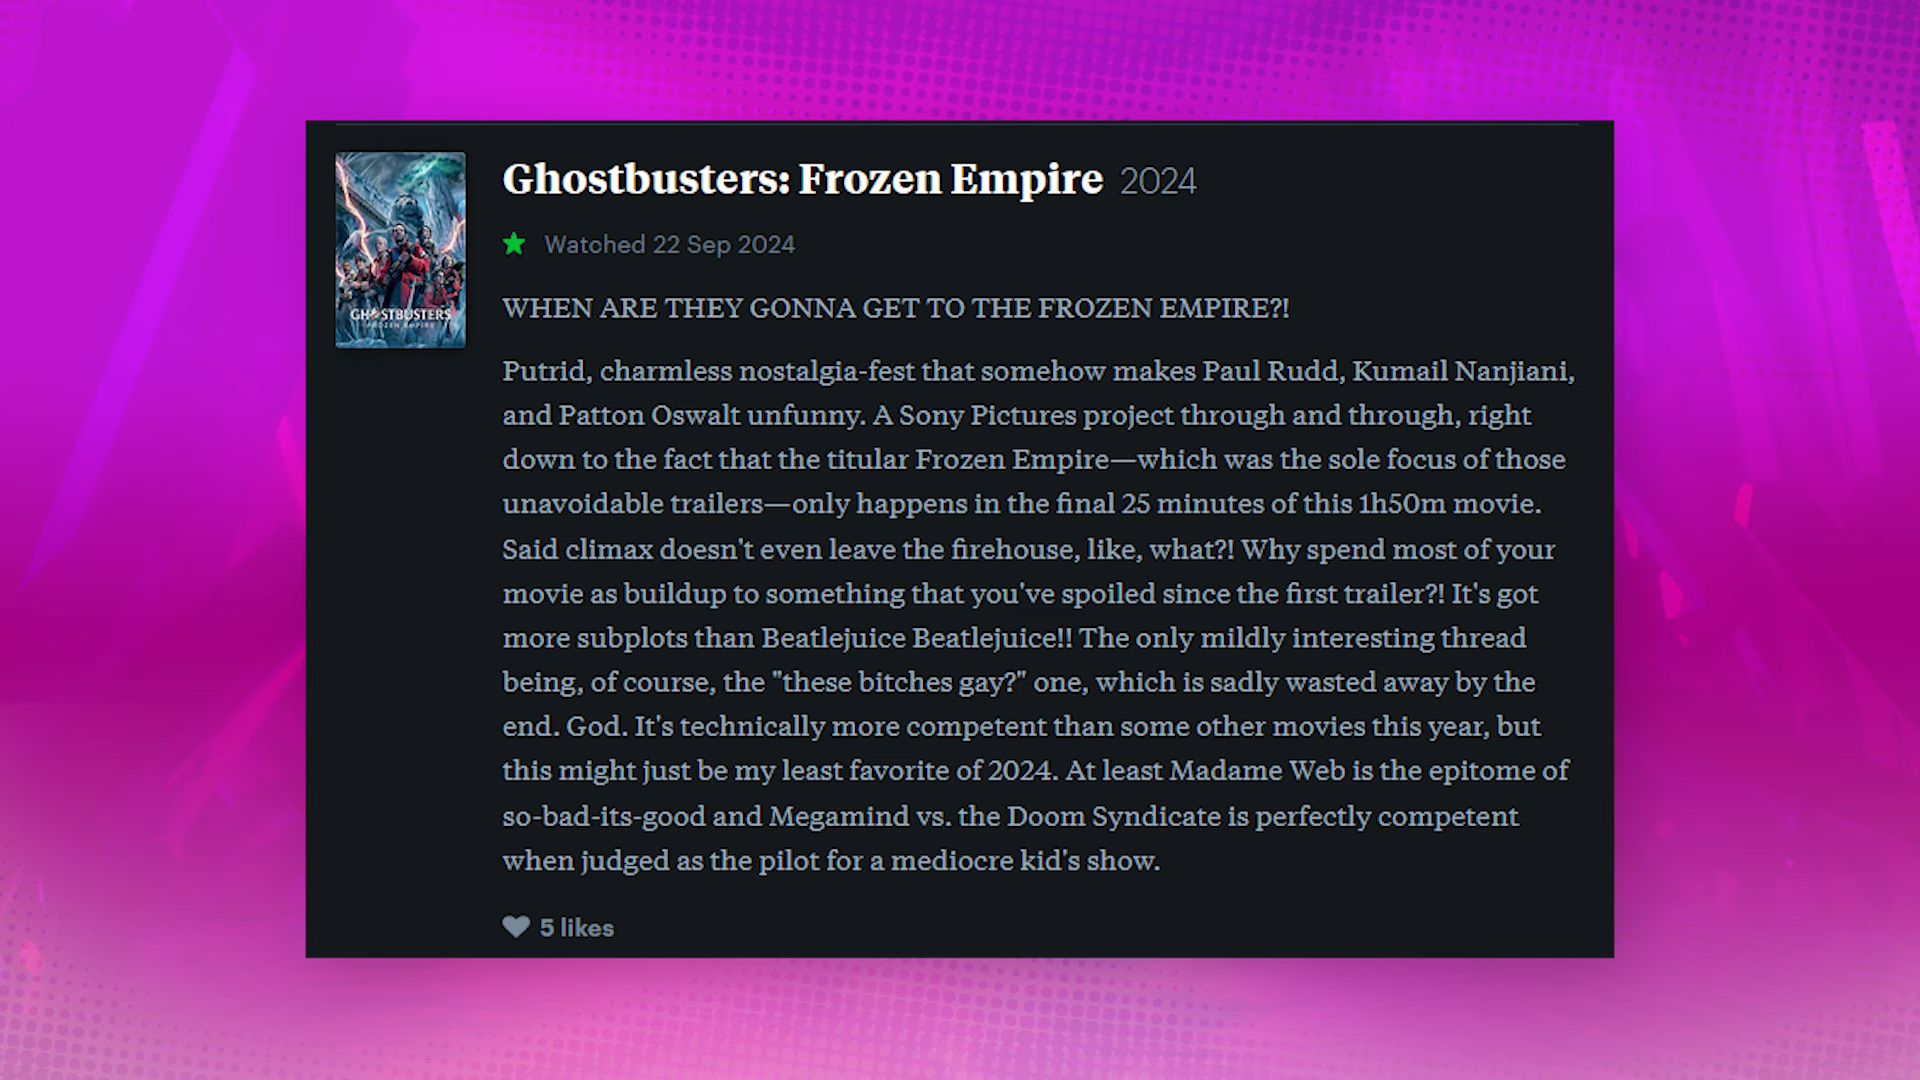 Ghostbusters: Frozen Empire 2024
Watched 22 Sep 2024
GHOSTBUSTERS
FROZEN EMPIRE
WHEN ARE THEY GONNA GET TO THE FROZEN EMPIRE?!
Putrid, charmless nostalgia-fest that somehow makes Paul Rudd, Kumail Nanjiani,
and Patton Oswalt unfunny. A Sony Pictures project through and through, right
down to the fact that the titular Frozen Empire—which was the sole focus of those
unavoidable trailers—only happens in the final 25 minutes of this 1h50m movie.
Said climax doesn't even leave the firehouse, like, what?! Why spend most of your
movie as buildup to something that you've spoiled since the first trailer?! It's got
more subplots than Beatlejuice Beatlejuice!! The only mildly interesting thread
being, of course, the "these bitches gay?" one, which is sadly wasted away by the
end. God. It's technically more competent than some other movies this year, but
this might just be my least favorite of 2024. At least Madame Web is the epitome of
so-bad-its-good and Megamind vs. the Doom Syndicate is perfectly competent
when judged as the pilot for a mediocre kid's show.
5 likes